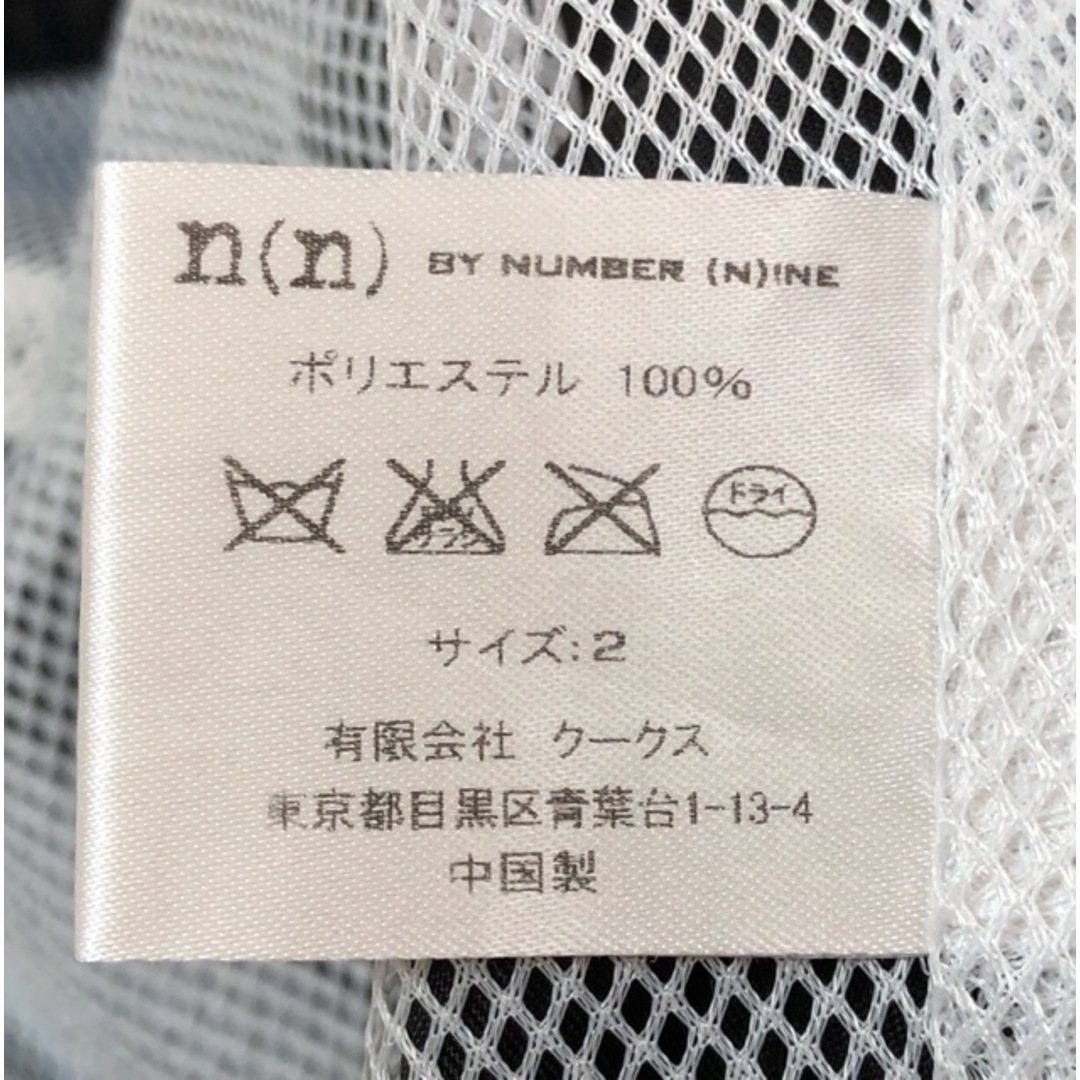 n(n) BY NUMBER (N)INE
ポリエステル 100%
ドライ
サイズ:2
有限会社 クークス
東京都目黒区青葉台1-13-4
中国製